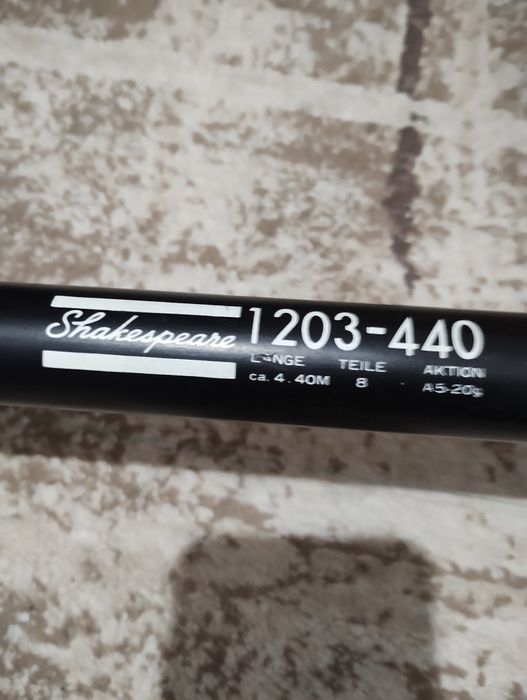 Shakespeare 1203-440
LÄNGE TEILE AKTION
ca. 4.40M 8 A5-20g